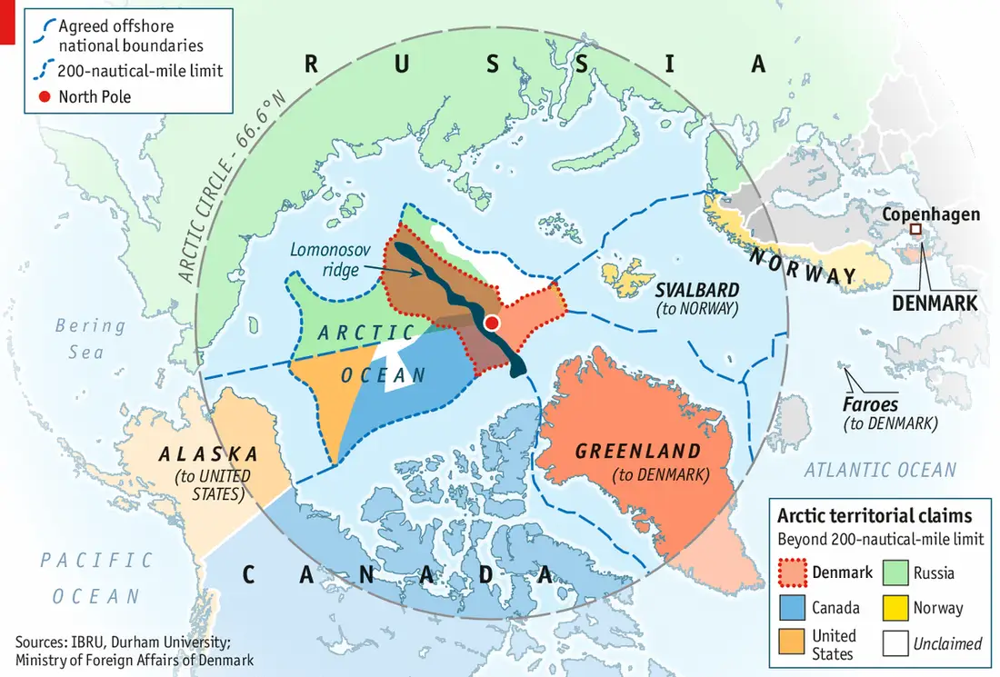 Agreed offshore
national boundaries
200-nautical-mile limit
North Pole
R U S S I A
ARCTIC CIRCLE - 66.6°N
Lomonosov
ridge
Copenhagen
NORWAY
DENMARK
SVALBARD
(to NORWAY)
Bering
Sea
ARCTIC
OCEAN
Faroes
(to DENMARK)
ALASKA
(to UNITED
STATES)
GREENLAND
(to DENMARK)
ATLANTIC OCEAN
PACIFIC
OCEAN
C A N A D A
Arctic territorial claims
Beyond 200-nautical-mile limit
Denmark
Russia
Canada
Norway
United
States
Unclaimed
Sources: IBRU, Durham University;
Ministry of Foreign Affairs of Denmark